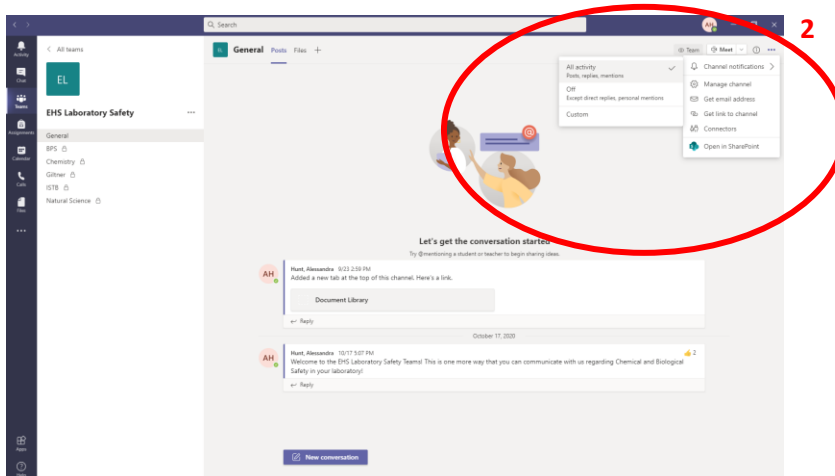 Search
AH
2
Activity
Chat
Teams
Assignments
Calendar
Calls
Files
Apps
Help
All teams
EL
EHS Laboratory Safety
General
BPS
Chemistry
Giltner
ISTB
Natural Science
EL General Posts Files +
Team Meet
All activity
Posts, replies, mentions
Off
Except direct replies, personal mentions
Custom
Channel notifications
Manage channel
Get email address
Get link to channel
Connectors
Open in SharePoint
@
Let's get the conversation started
Try @mentioning a student or teacher to begin sharing ideas.
AH
Hunt, Alessandra 9/23 2:59 PM
Added a new tab at the top of this channel. Here's a link.
Document Library
Reply
October 17, 2020
AH
Hunt, Alessandra 10/17 5:07 PM
2
Welcome to the EHS Laboratory Safety Teams! This is one more way that you can communicate with us regarding Chemical and Biological
Safety in your laboratory!
Reply
New conversation